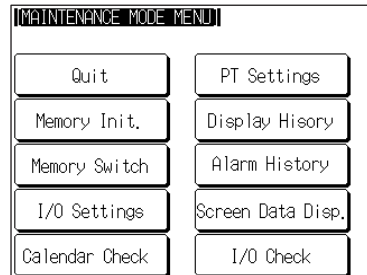 [MAINTENANCE MODE MENU]
Quit
PT Settings
Memory Init.
Display Hisory
Memory Switch
Alarm History
I/O Settings
Screen Data Disp.
Calendar Check
I/O Check